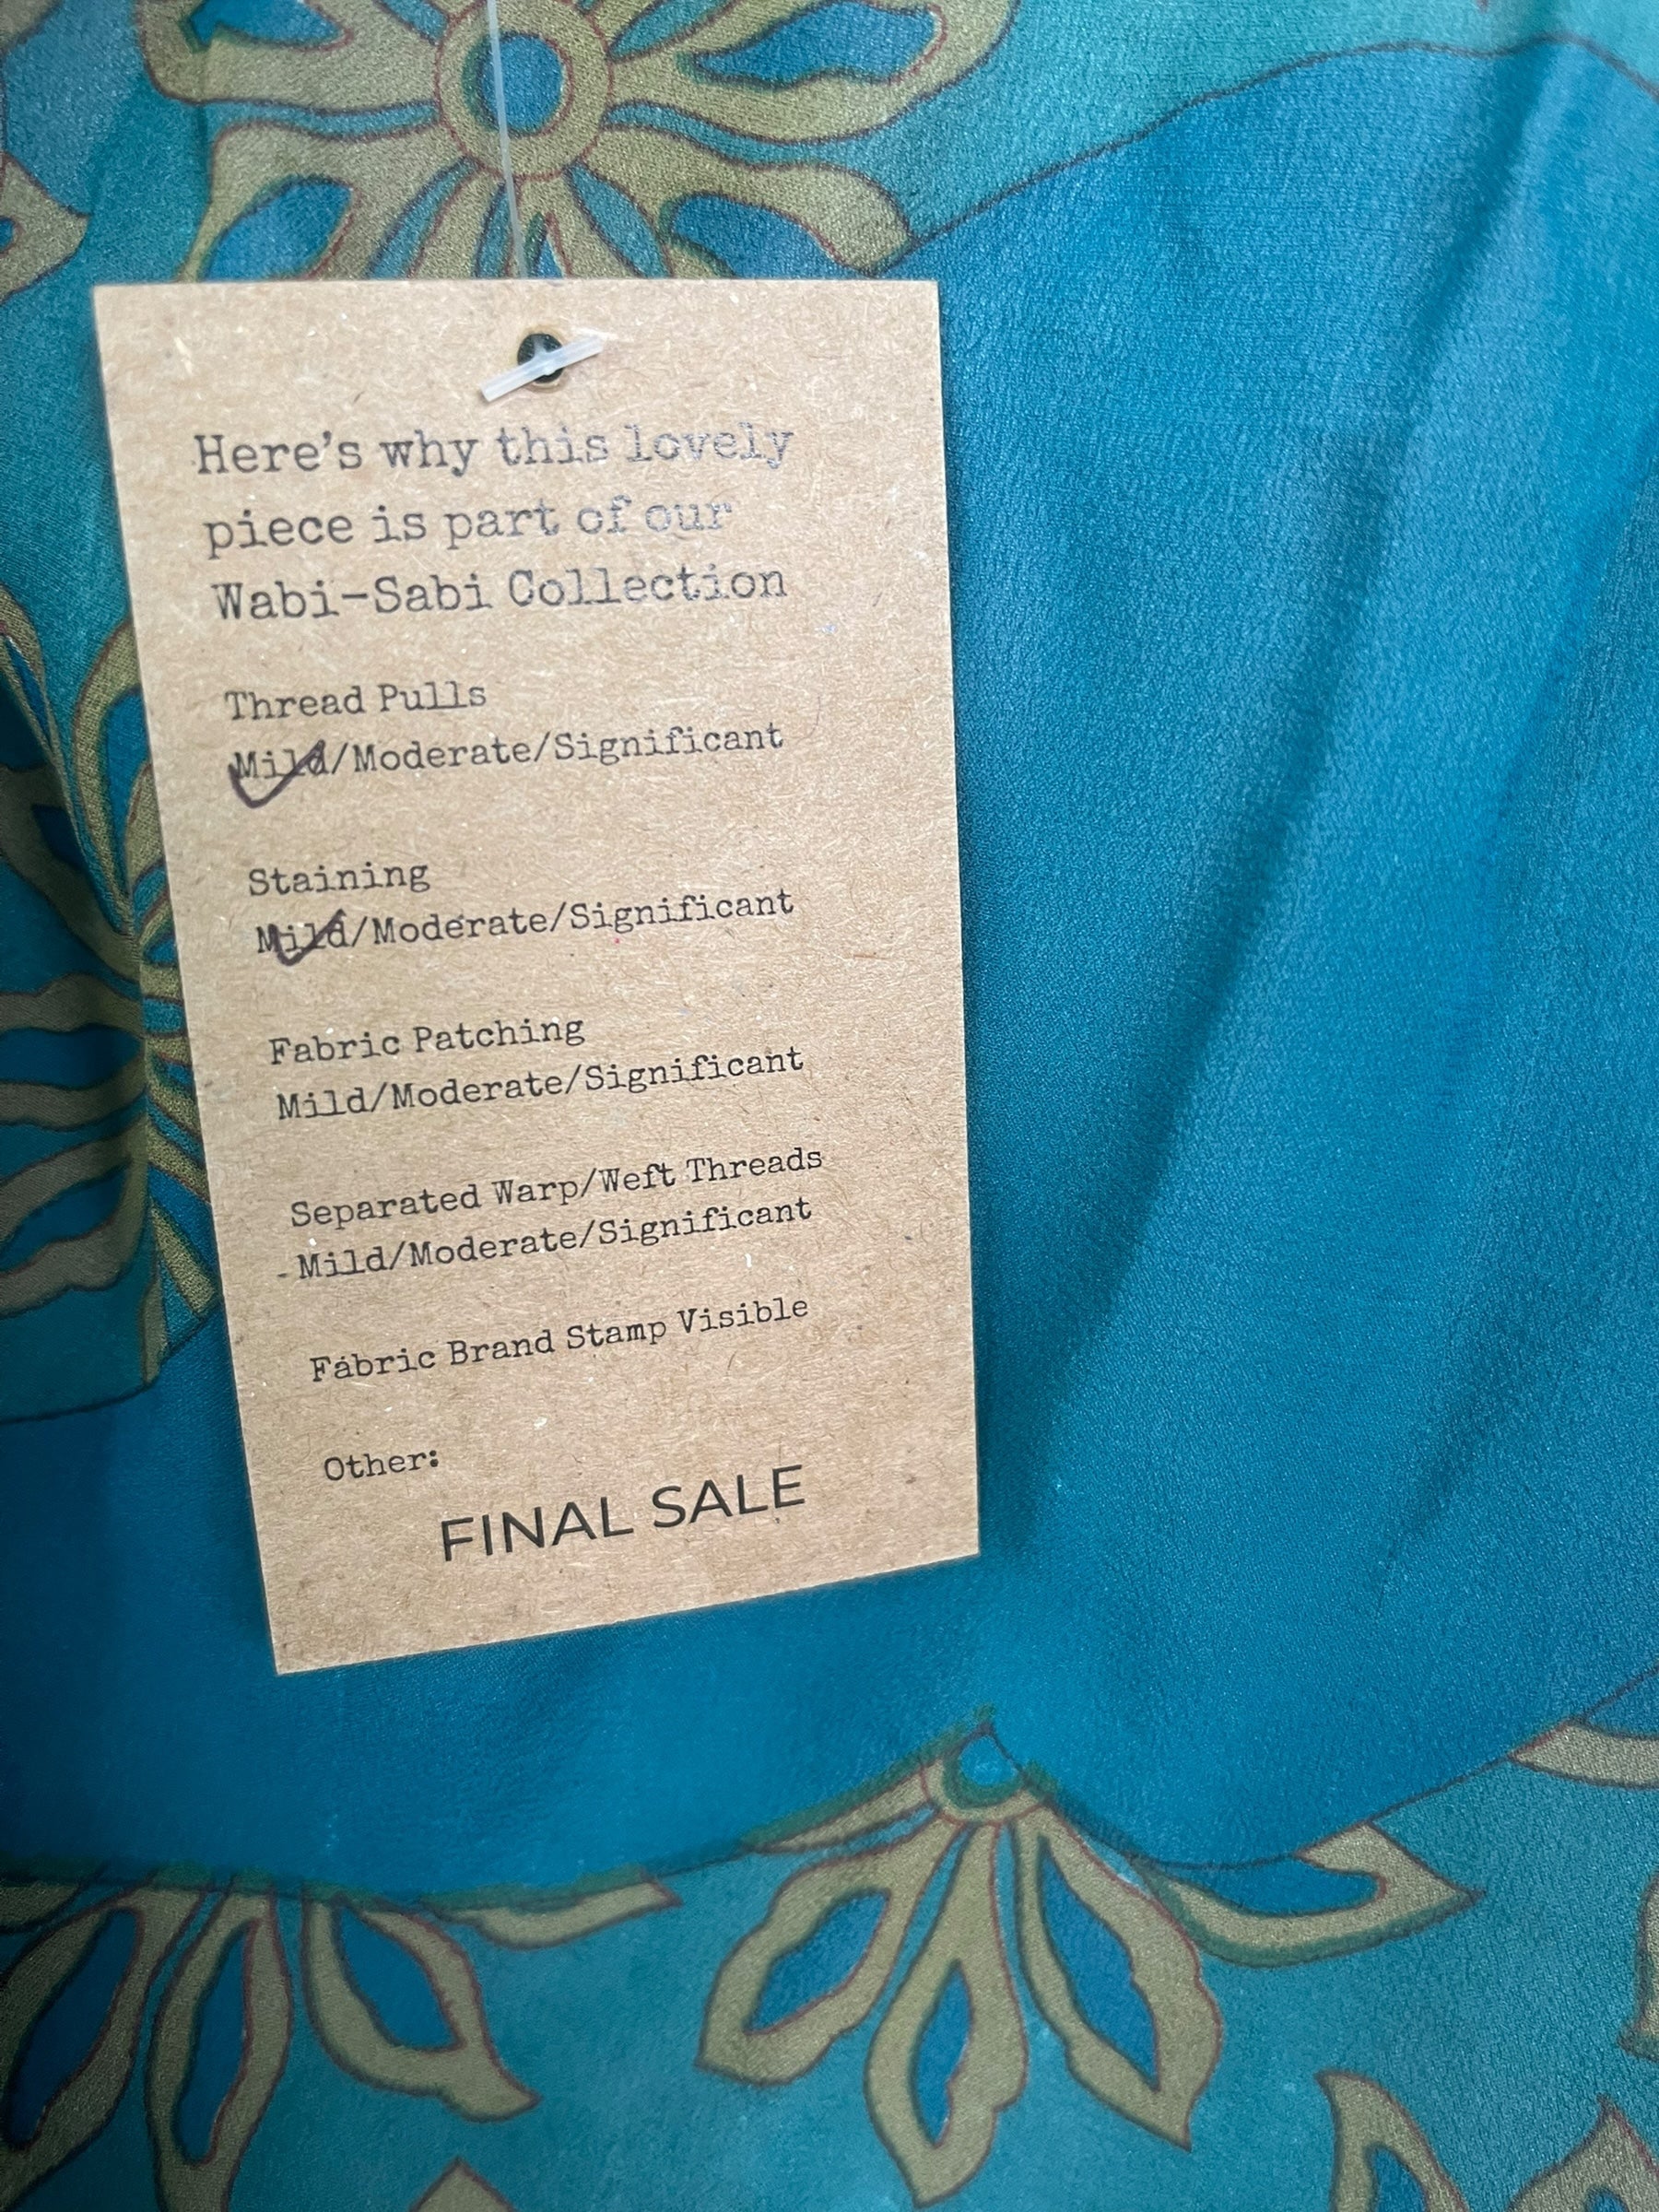 Here's why this lovely
piece is part of our
Wabi-Sabi Collection
Thread Pulls
Mild/Moderate/Significant
Staining
Mild/Moderate/Significant
Fabric Patching
Mild/Moderate/Significant
Separated Warp/Weft Threads
Mild/Moderate/Significant
Fabric Brand Stamp Visible
Other:
FINAL SALE